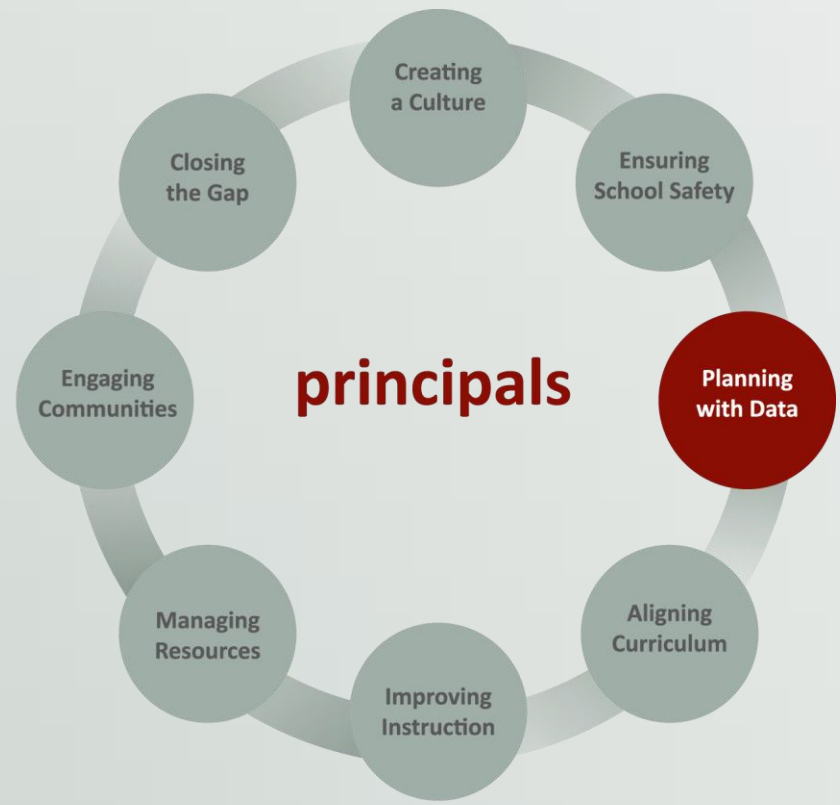 Creating
a Culture
Ensuring
School Safety
Planning
with Data
Aligning
Curriculum
Improving
Instruction
Managing
Resources
Engaging
Communities
Closing
the Gap
principals